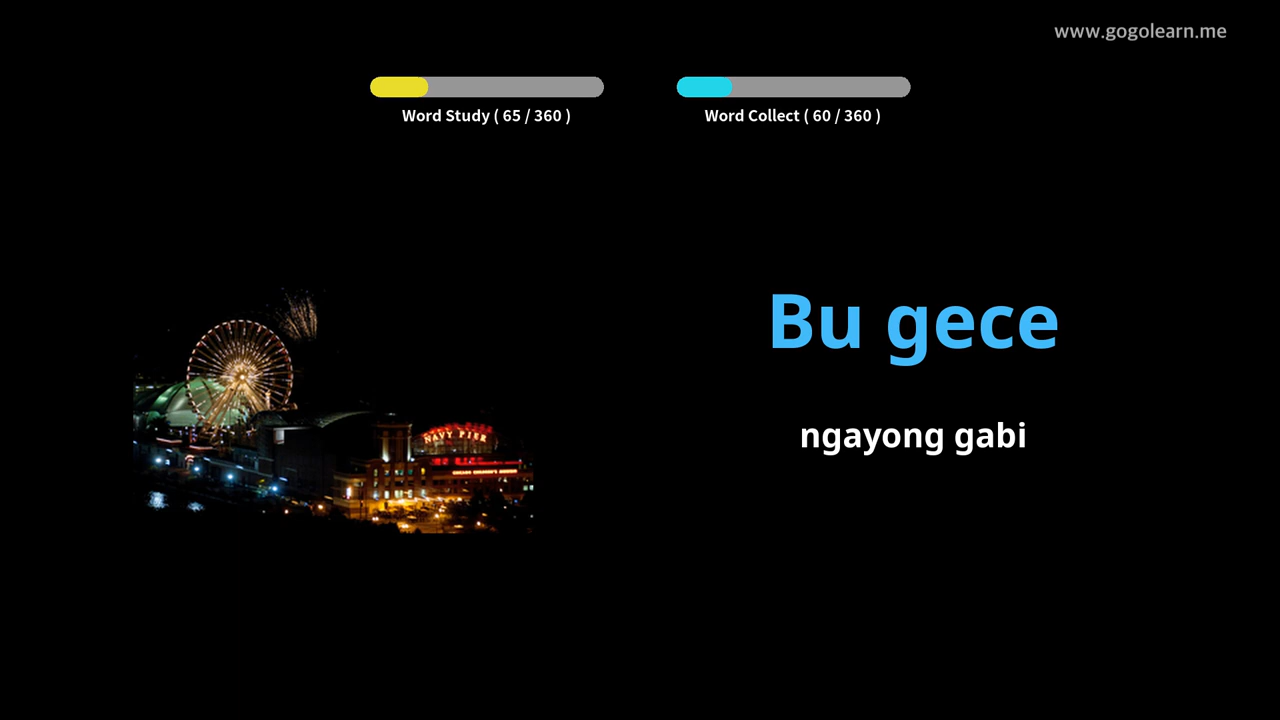 www.gogolearn.me
Word Study ( 65 / 360 )
Word Collect ( 60 / 360 )
Bu gece
ngayong gabi
NAVY PIER